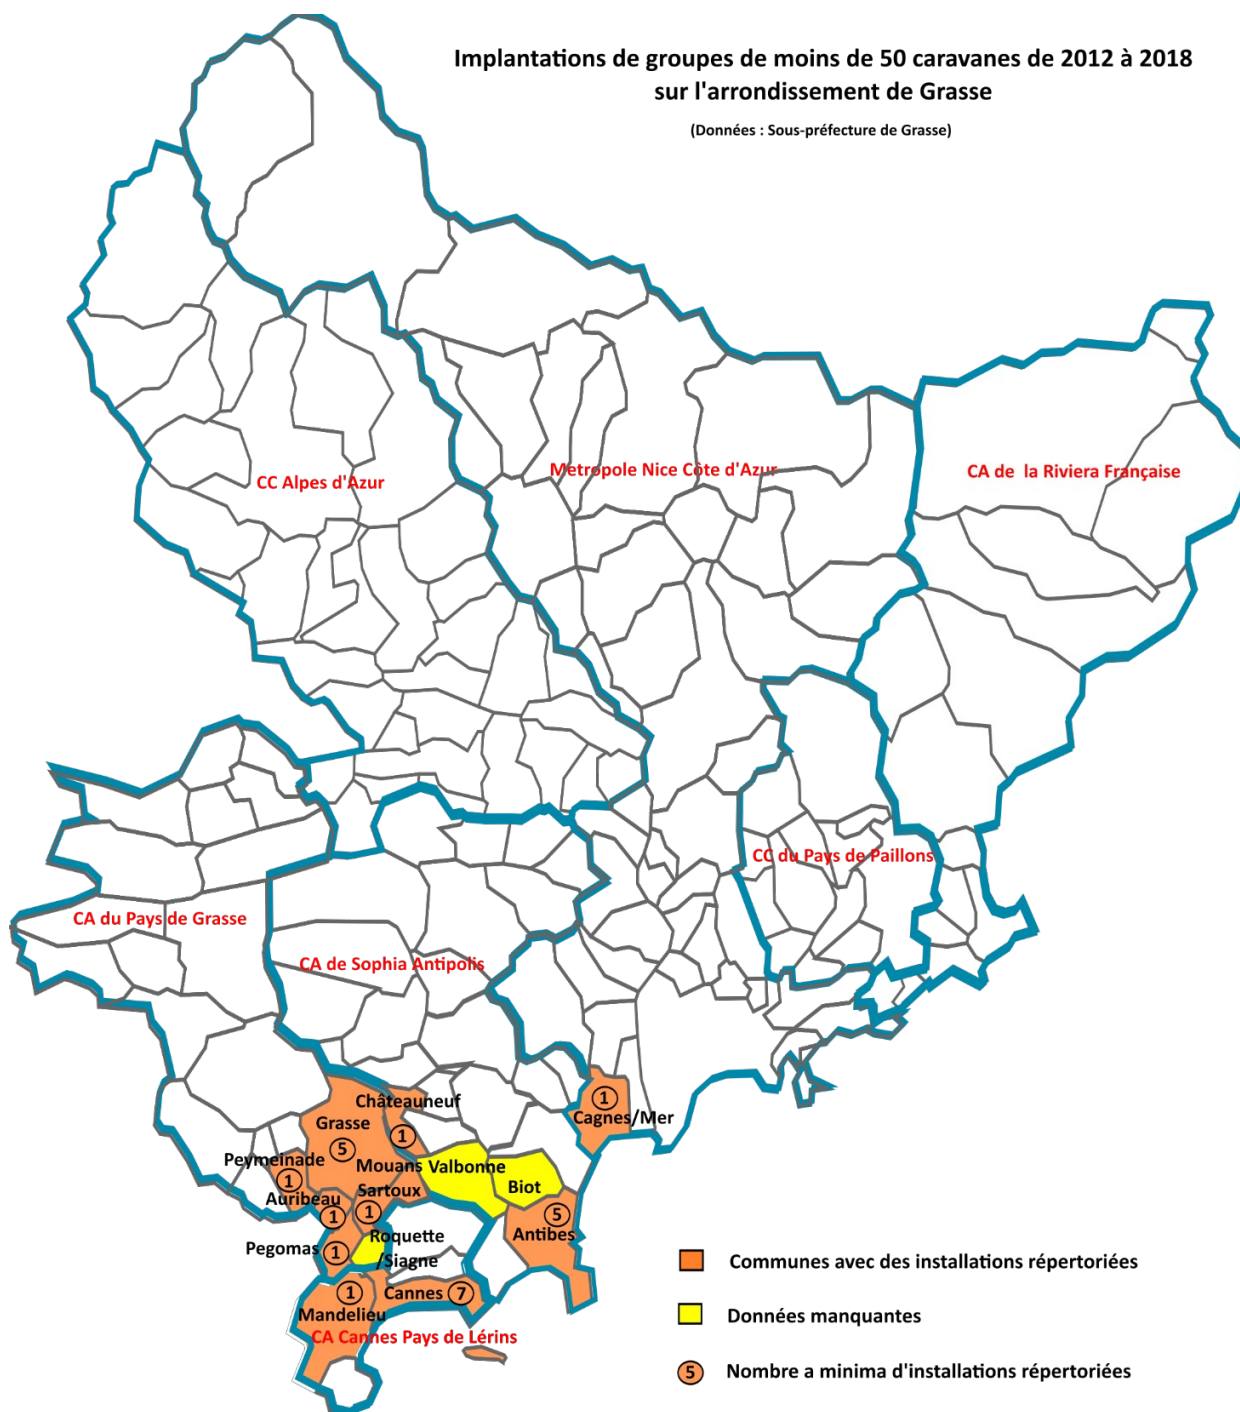 Implantations de groupes de moins de 50 caravanes de 2012 à 2018
sur l'arrondissement de Grasse
(Données : Sous-préfecture de Grasse)
CC Alpes d'Azur
Metropole Nice Côte d'Azur
CA de la Riviera Française
CC du Pays de Paillons
CA du Pays de Grasse
CA de Sophia Antipolis
Châteauneuf
1
Grasse
5
Cagnes/Mer
1
Peymeinade
1
Mouans
Sartoux
1
Valbonne
Biot
Auribeau
1
Antibes
5
Pegomas
1
Roquette
/Siagne
Mandelieu
1
Cannes
7
CA Cannes Pays de Lérins
Communes avec des installations répertoriées
Données manquantes
5
Nombre a minima d'installations répertoriées